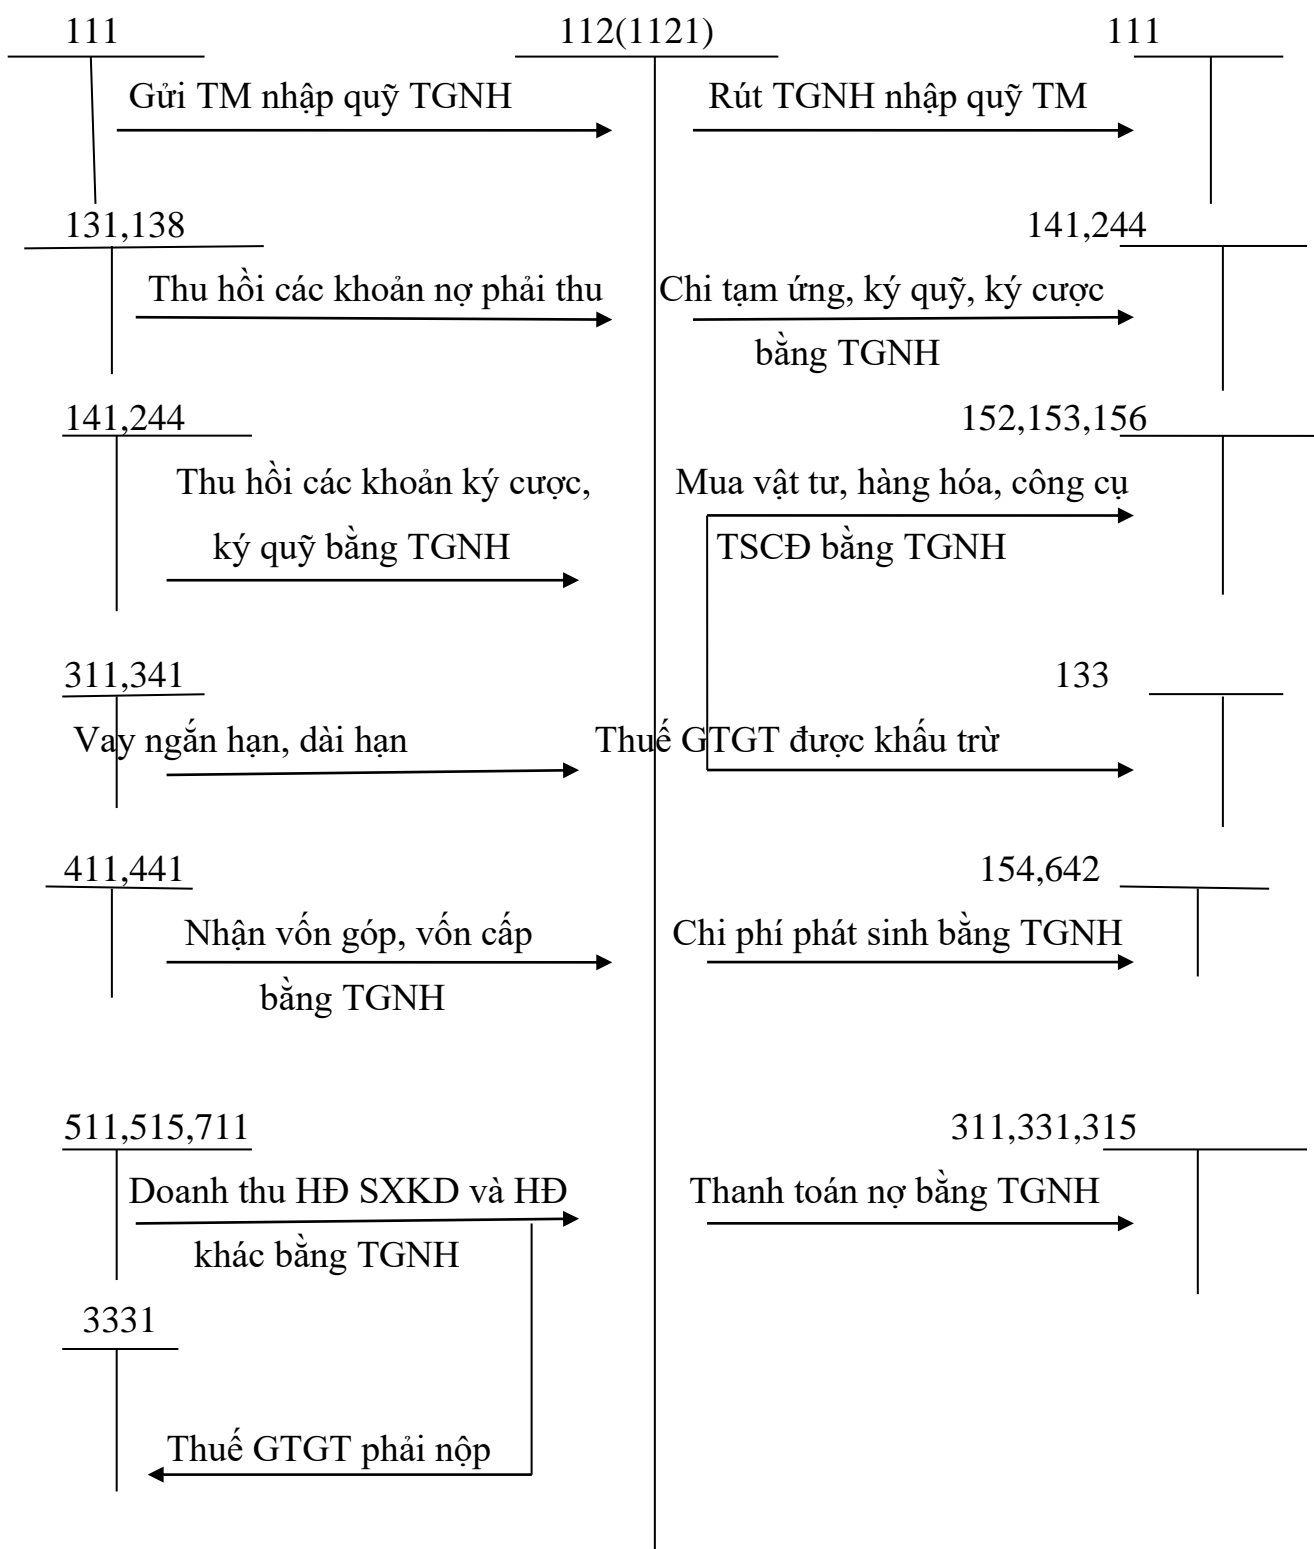 111
112(1121)
111
Gửi TM nhập quỹ TGNH
Rút TGNH nhập quỹ TM
131,138
141,244
Thu hồi các khoản nợ phải thu
Chi tạm ứng, ký quỹ, ký cược
bằng TGNH
141,244
152,153,156
Thu hồi các khoản ký cược,
Mua vật tư, hàng hóa, công cụ
ký quỹ bằng TGNH
TSCĐ bằng TGNH
311,341
133
Vay ngắn hạn, dài hạn
Thuế GTGT được khấu trừ
411,441
154,642
Nhận vốn góp, vốn cấp
Chi phí phát sinh bằng TGNH
bằng TGNH
511,515,711
311,331,315
Doanh thu HĐ SXKD và HĐ
Thanh toán nợ bằng TGNH
khác bằng TGNH
3331
Thuế GTGT phải nộp